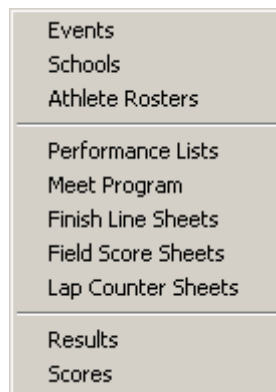 Events
Schools
Athlete Rosters
Performance Lists
Meet Program
Finish Line Sheets
Field Score Sheets
Lap Counter Sheets
Results
Scores